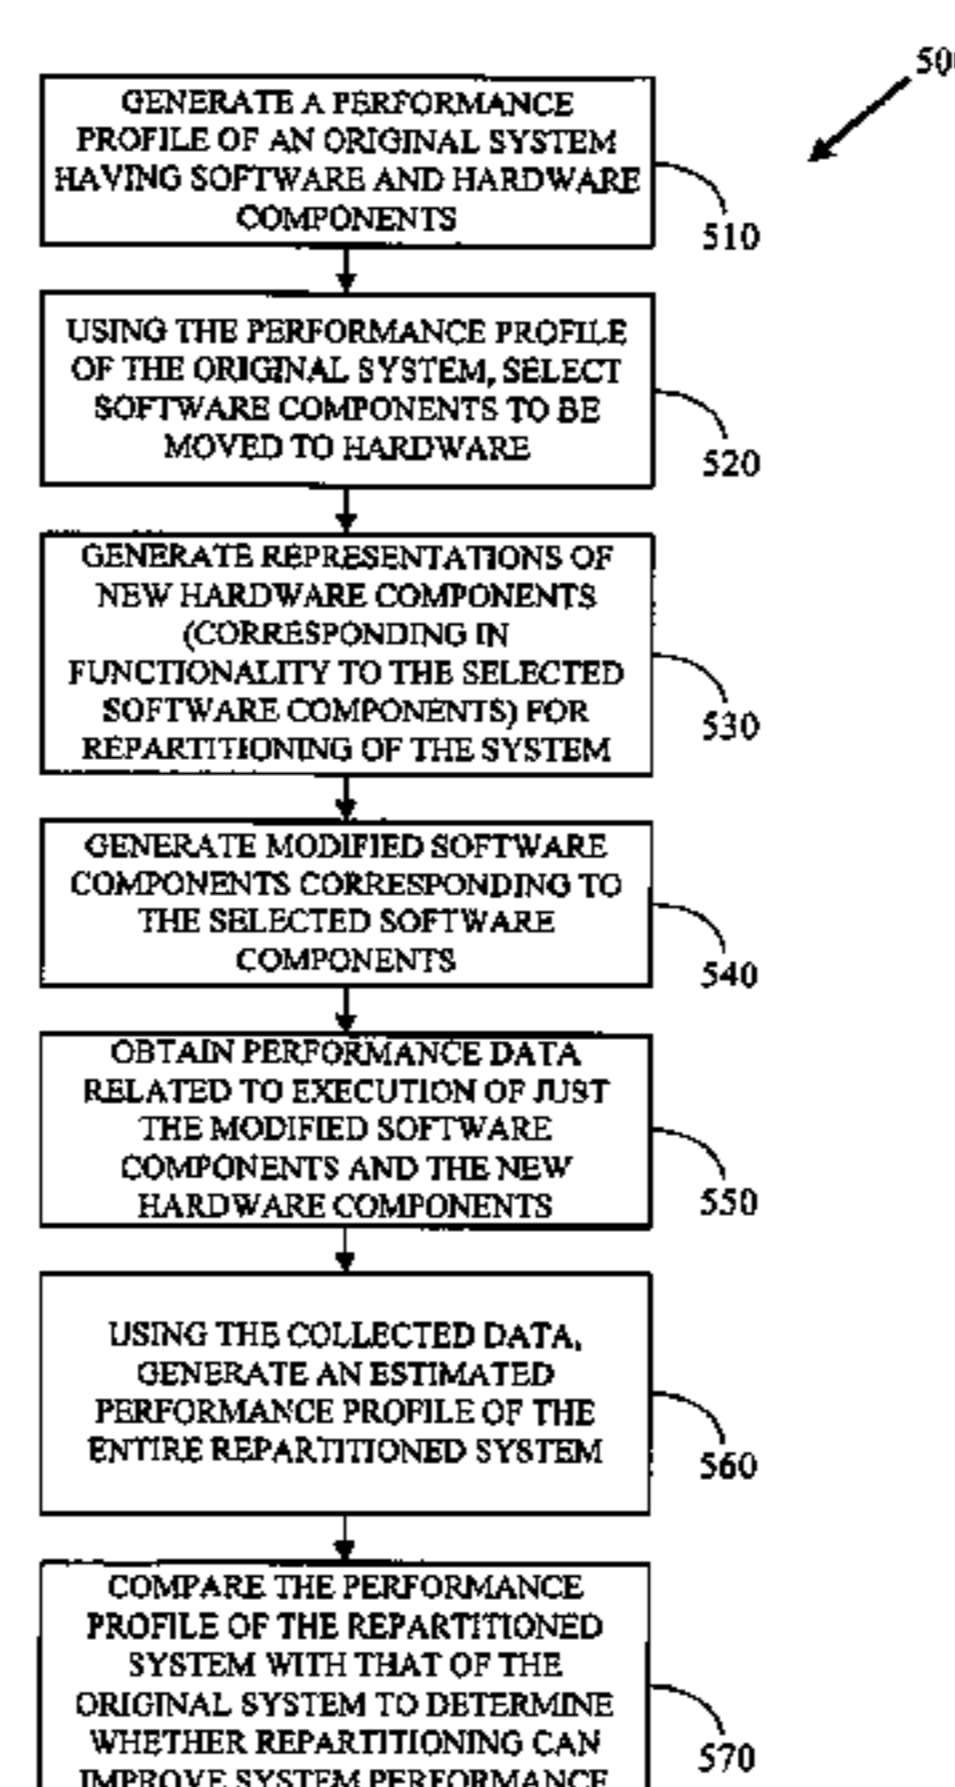 GENERATE A PERFORMANCE
PROFILE OF AN ORIGINAL SYSTEM
HAVING SOFTWARE AND HARDWARE
COMPONENTS
510
USING THE PERFORMANCE PROFILE
OF THE ORIGINAL SYSTEM, SELECT
SOFTWARE COMPONENTS TO BE
MOVED TO HARDWARE
520
GENERATE REPRESENTATIONS OF
NEW HARDWARE COMPONENTS
(CORRESPONDING IN
FUNCTIONALITY TO THE SELECTED
SOFTWARE COMPONENTS) FOR
REPARTITIONING OF THE SYSTEM
530
GENERATE MODIFIED SOFTWARE
COMPONENTS CORRESPONDING TO
THE SELECTED SOFTWARE
COMPONENTS
540
OBTAIN PERFORMANCE DATA
RELATED TO EXECUTION OF JUST
THE MODIFIED SOFTWARE
COMPONENTS AND THE NEW
HARDWARE COMPONENTS
550
USING THE COLLECTED DATA,
GENERATE AN ESTIMATED
PERFORMANCE PROFILE OF THE
ENTIRE REPARTITIONED SYSTEM
560
COMPARE THE PERFORMANCE
PROFILE OF THE REPARTITIONED
SYSTEM WITH THAT OF THE
ORIGINAL SYSTEM TO DETERMINE
WHETHER REPARTITIONING CAN
IMPROVE SYSTEM PERFORMANCE
570